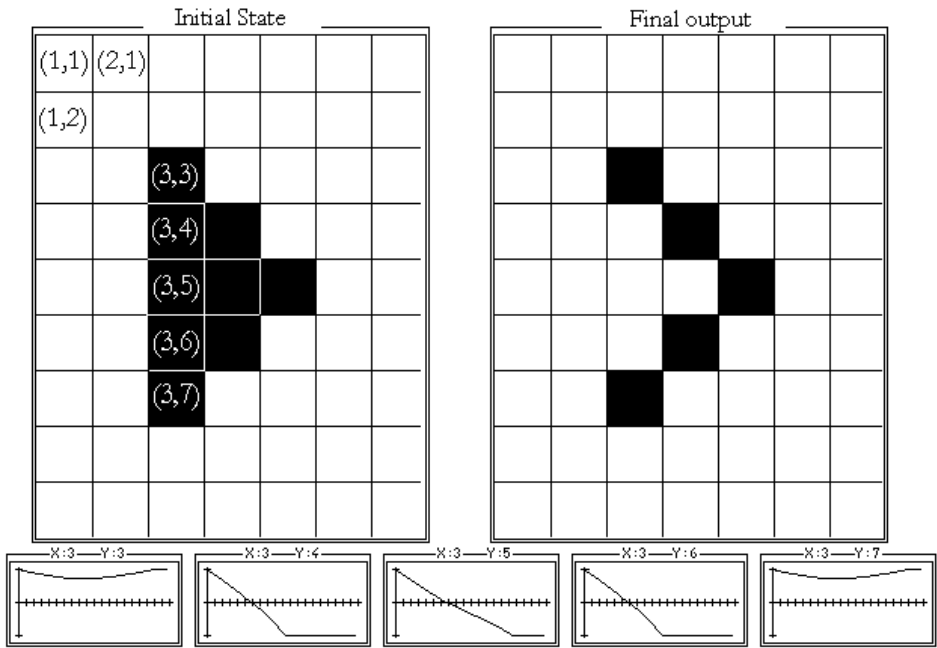 Initial State
Final output
(1,1) (2,1)
(1,2)
(3,3)
(3,4)
(3,5)
(3,6)
(3,7)
X:3 Y:3
X:3 Y:4
X:3 Y:5
X:3 Y:6
X:3 Y:7